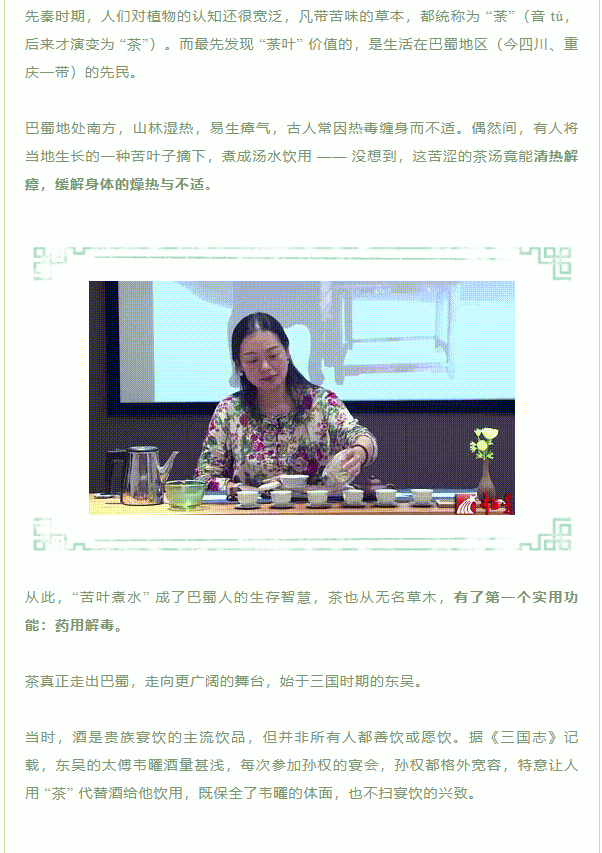 先秦时期，人们对植物的认知还很宽泛，凡带苦味的草本，都统称为 “荼”（音 tú，
后来才演变为 “茶”）。而最先发现 “茶叶” 价值的，是生活在巴蜀地区（今四川、重
庆一带）的先民。
巴蜀地处南方，山林湿热，易生瘴气，古人常因热毒缠身而不适。偶然间，有人将
当地生长的一种苦叶子摘下，煮成汤水饮用 —— 没想到，这苦涩的茶汤竟能清热解
瘴，缓解身体的燥热与不适。
从此，“苦叶煮水” 成了巴蜀人的生存智慧，茶也从无名草木，有了第一个实用功
能：药用解毒。
茶真正走出巴蜀，走向更广阔的舞台，始于三国时期的东吴。
当时，酒是贵族宴饮的主流饮品，但并非所有人都善饮或愿饮。据《三国志》记
载，东吴的太傅韦曜酒量甚浅，每次参加孙权的宴会，孙权都格外宽容，特意让人
用 “茶” 代替酒给他饮用，既保全了韦曜的体面，也不扫宴饮的兴致。